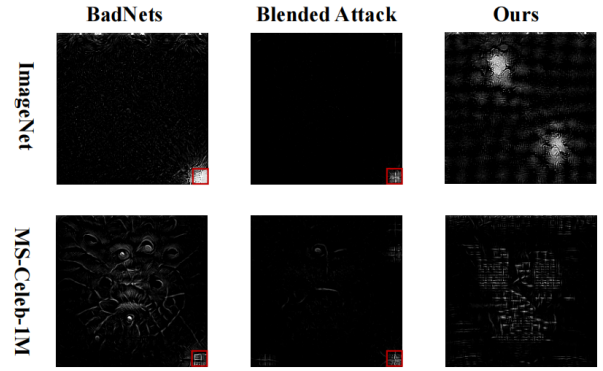 BadNets
Blended Attack
Ours
ImageNet
MS-Celeb-1M